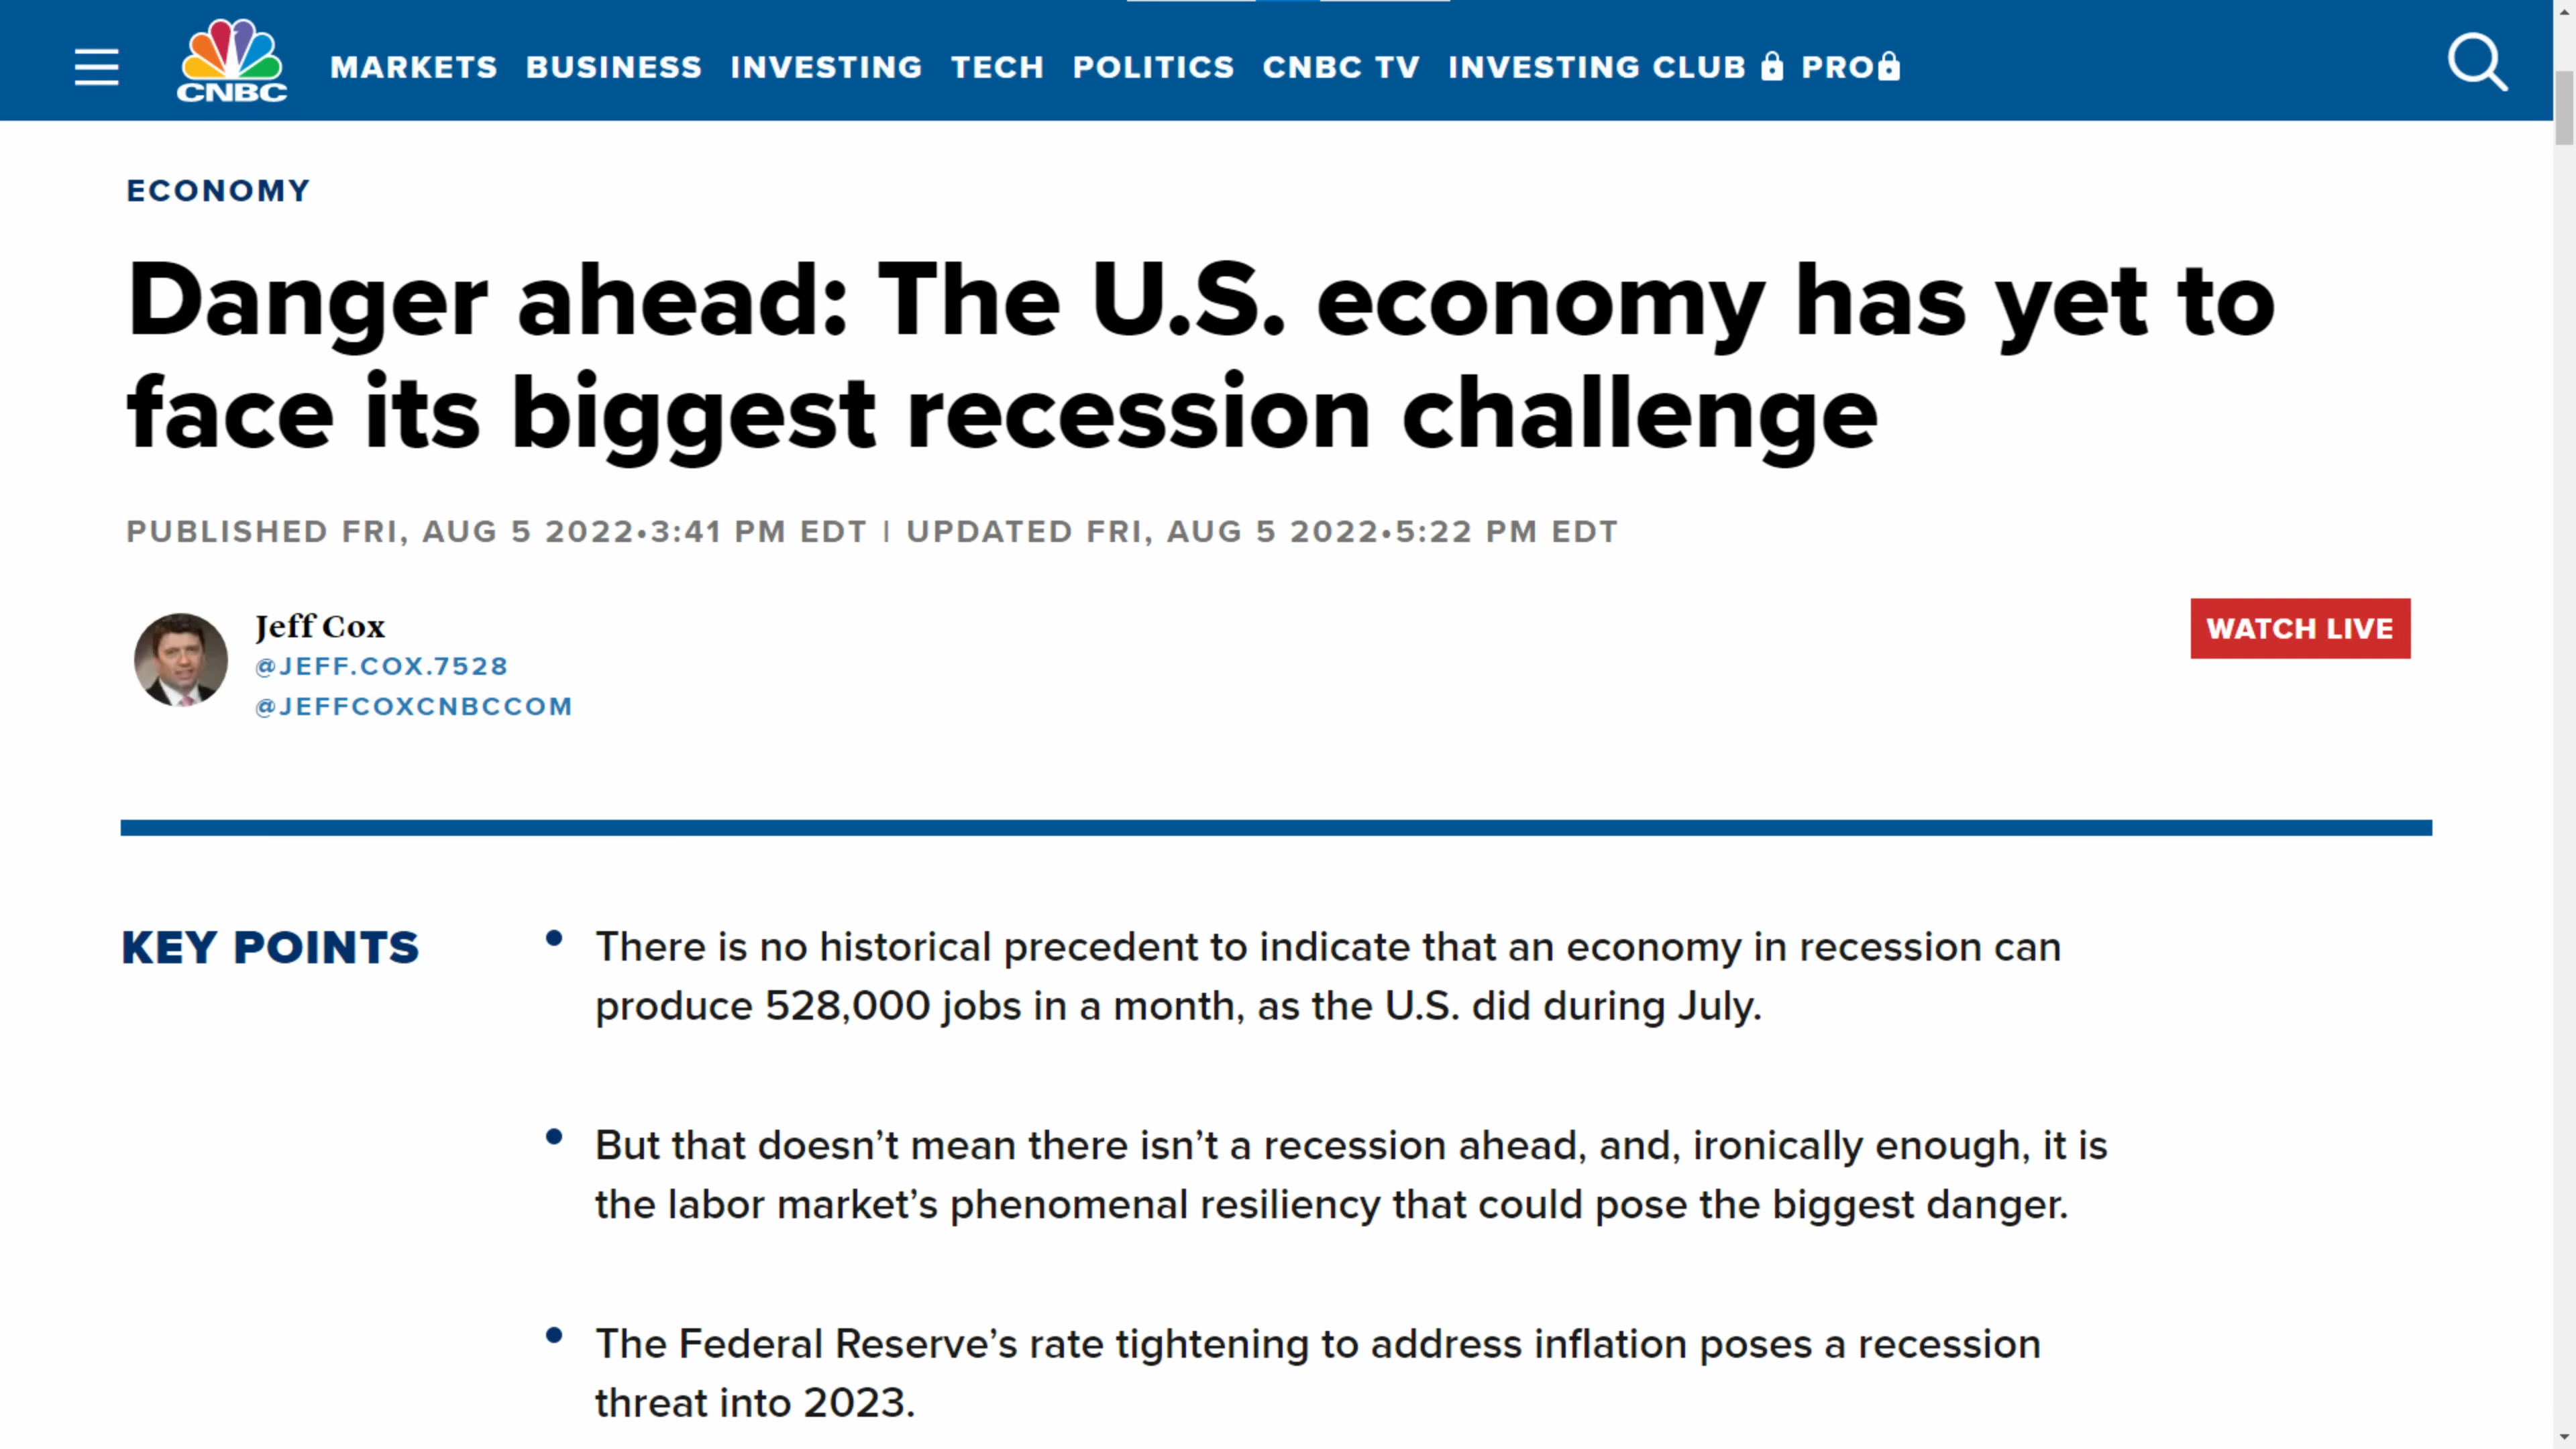 MARKETS BUSINESS INVESTING TECH POLITICS CNBC TV INVESTING CLUB PRO
CNBC
ECONOMY
Danger ahead: The U.S. economy has yet to
face its biggest recession challenge
PUBLISHED FRI, AUG 5 2022•3:41 PM EDT | UPDATED FRI, AUG 5 2022•5:22 PM EDT
Jeff Cox
@JEFF.COX.7528
@JEFFCOXCNBCCOM
WATCH LIVE
KEY POINTS
• There is no historical precedent to indicate that an economy in recession can
produce 528,000 jobs in a month, as the U.S. did during July.
• But that doesn’t mean there isn’t a recession ahead, and, ironically enough, it is
the labor market’s phenomenal resiliency that could pose the biggest danger.
• The Federal Reserve’s rate tightening to address inflation poses a recession
threat into 2023.